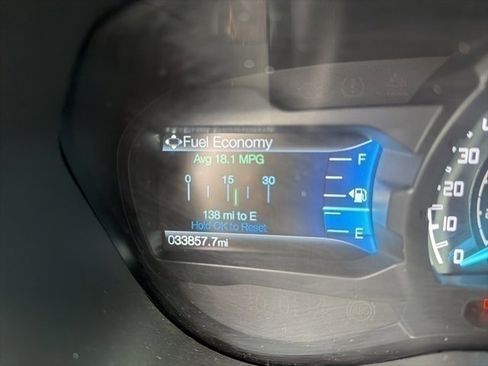 Fuel Economy
Avg 18.1 MPG
0 15 30
138 mi to E
Hold OK to Reset
033857.7mi
F
E
40
30
20
10
0